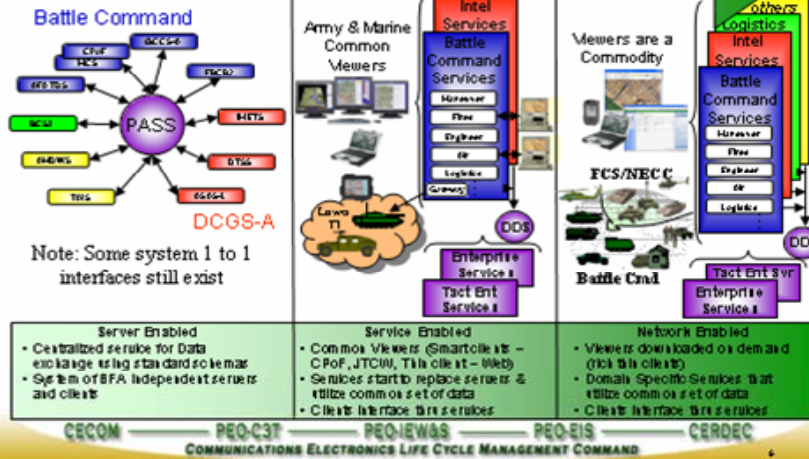 Battle Command
CPoF
MCS
PASS
DCGS-A
Note: Some system 1 to 1
interfaces still exist
Army & Marine
Common
Viewers
Intel
Services
Battle
Command
Services
Maneuver
Fires
Engineer
Air
Logistics
Gateway
DDS
Enterprise
Services
Tact Ent
Services
Viewers are a
Commodity
others
Logistics
Intel
Services
Battle
Command
Services
Maneuver
Fires
Engineer
Air
Logistics
FCS/NECC
Battle Cmd
DD
Tact Ent Svr
Enterprise
Services
Server Enabled
• Centralized service for Data
exchange using standard schemas
• System of BFA Independent servers
and clients
Service Enabled
• Common Viewers (Smart clients –
CPoF, JTCW, Thin client – Web)
• Services start to replace servers &
utilize common set of data
• Clients Interface thru services
Network Enabled
• Viewers downloaded on demand
(rich thin clients)
• Domain Specific Services that
utilize common set of data
• Clients Interface thru services
CECOM PEO-C3T PEO-IEW&S PEO-EIS CERDEC
COMMUNICATIONS ELECTRONICS LIFE CYCLE MANAGEMENT COMMAND